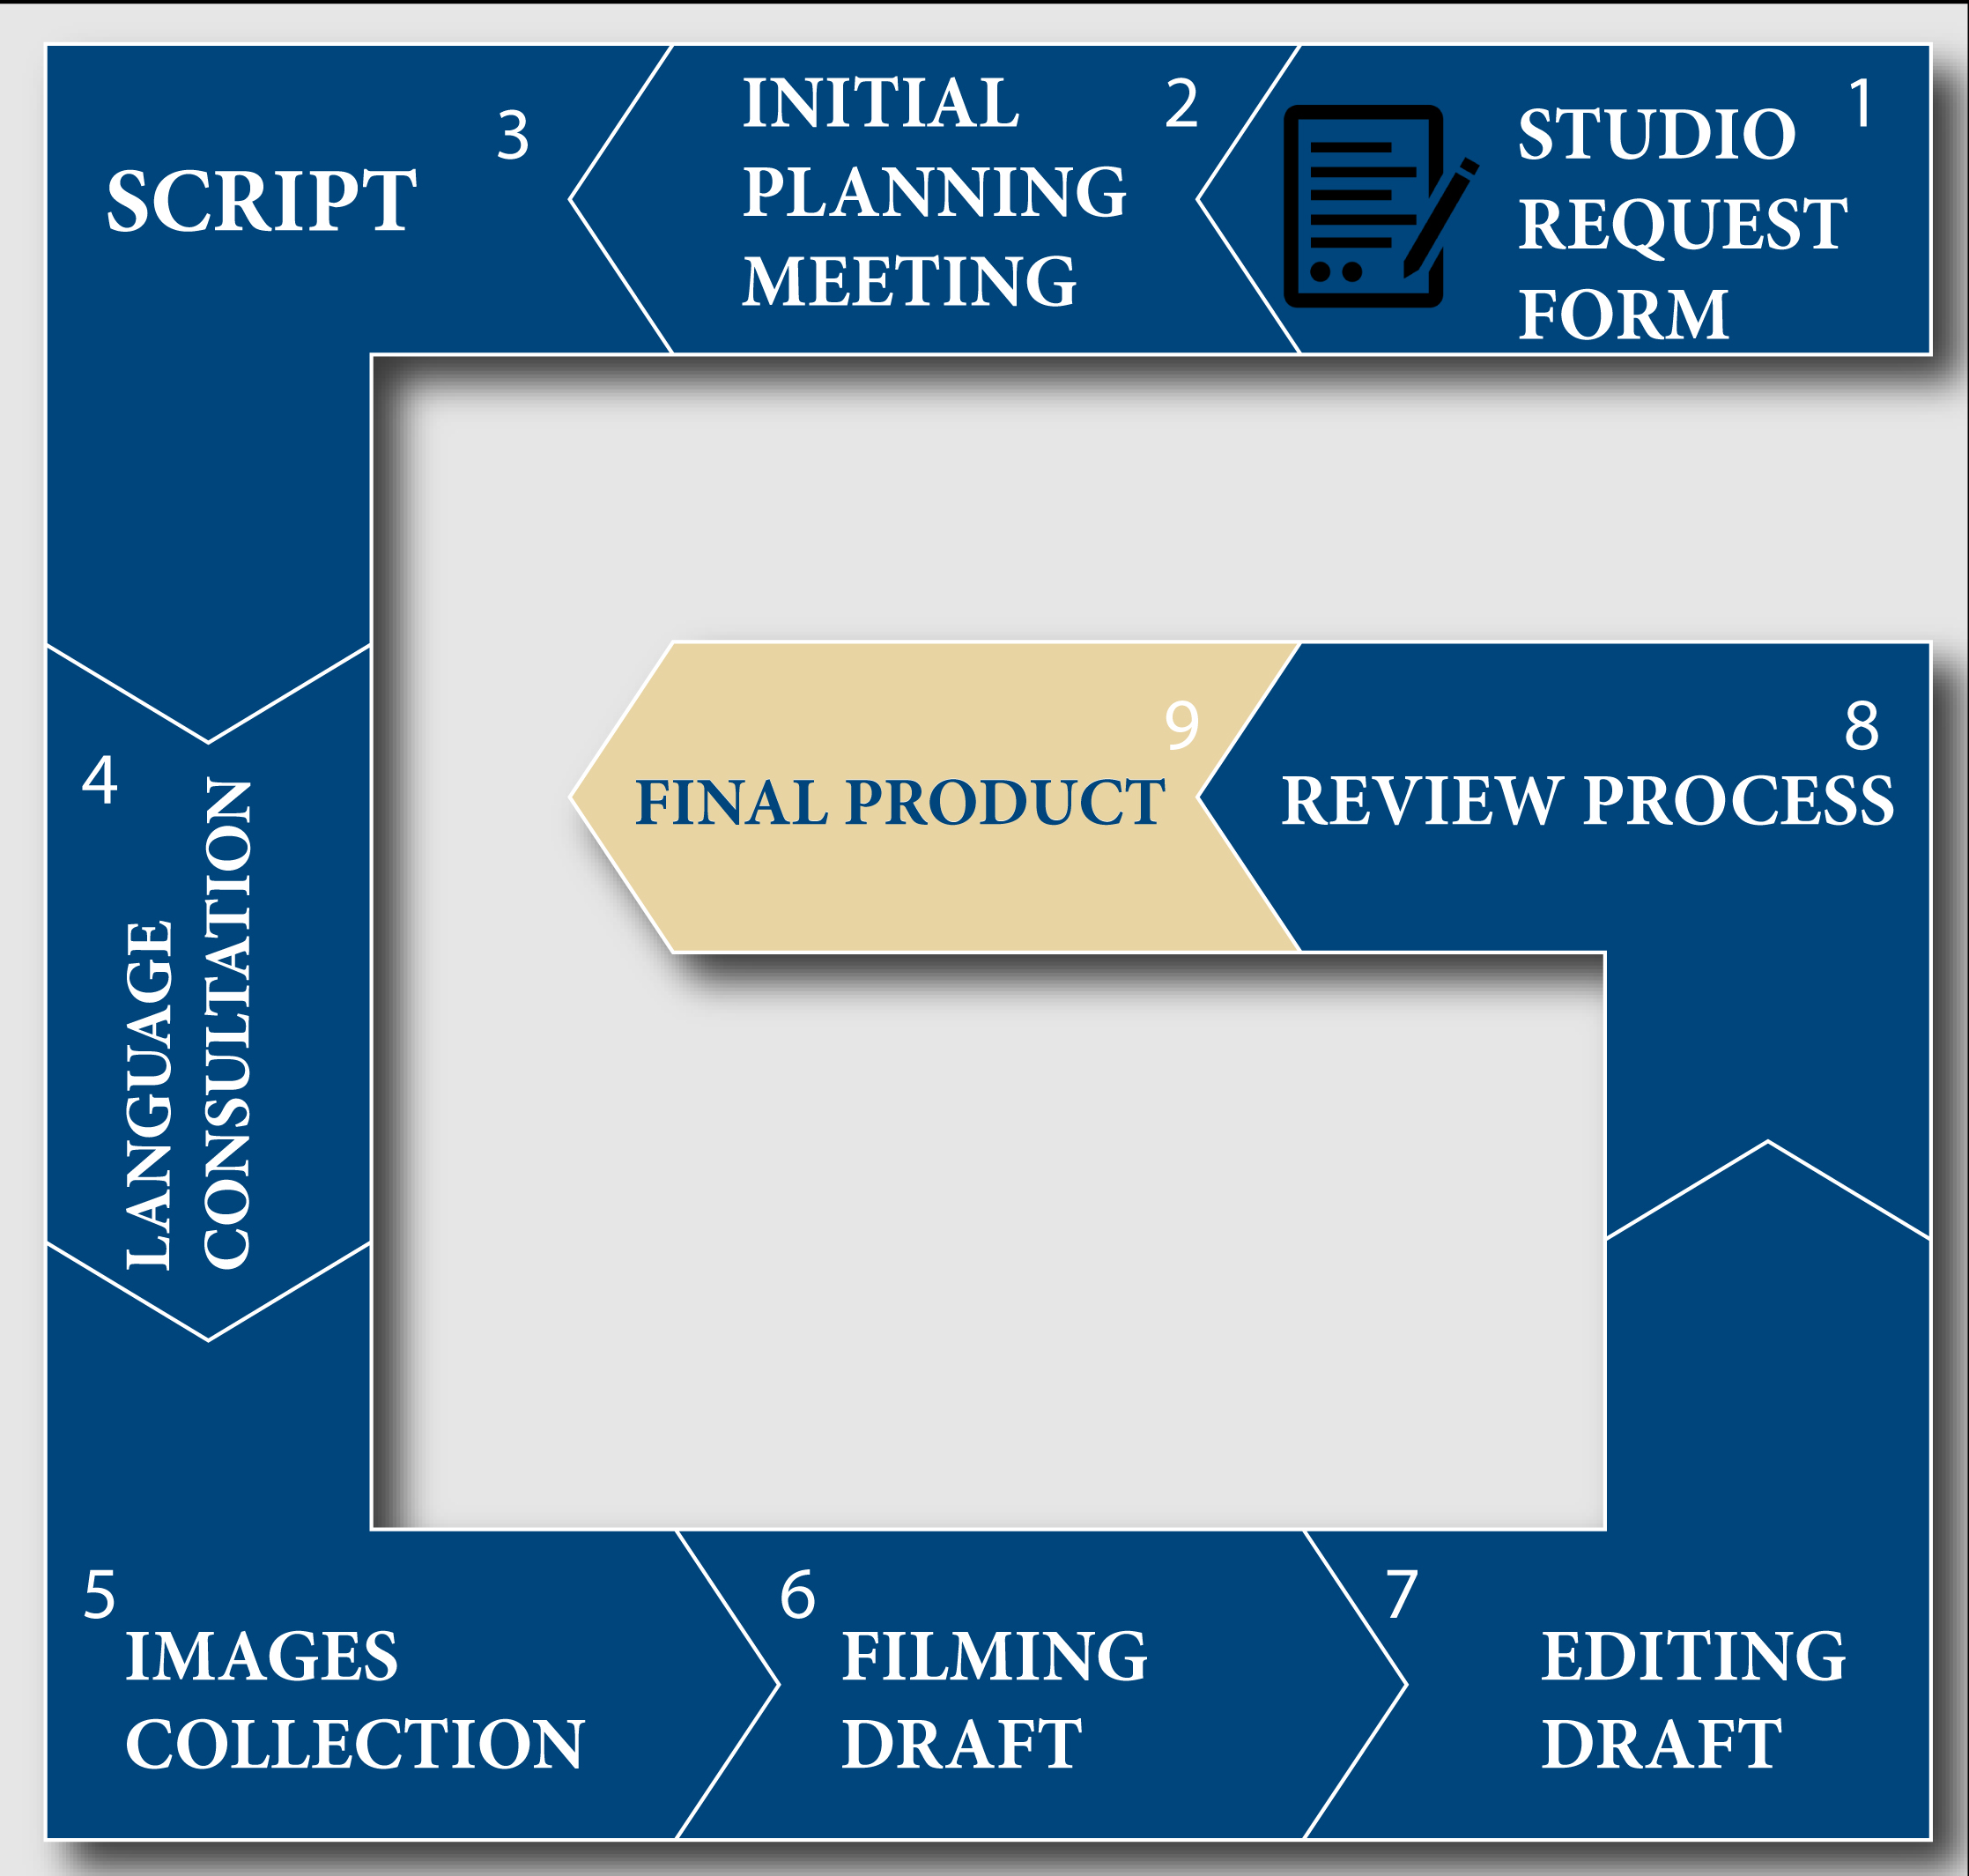 1
STUDIO
REQUEST
FORM
2
INITIAL
PLANNING
MEETING
3
SCRIPT
4
LANGUAGE
CONSULTATION
5
IMAGES
COLLECTION
6
FILMING
DRAFT
7
EDITING
DRAFT
8
REVIEW PROCESS
9
FINAL PRODUCT